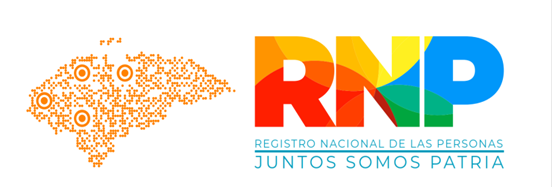 RNP
REGISTRO NACIONAL DE LAS PERSONAS
JUNTOS SOMOS PATRIA